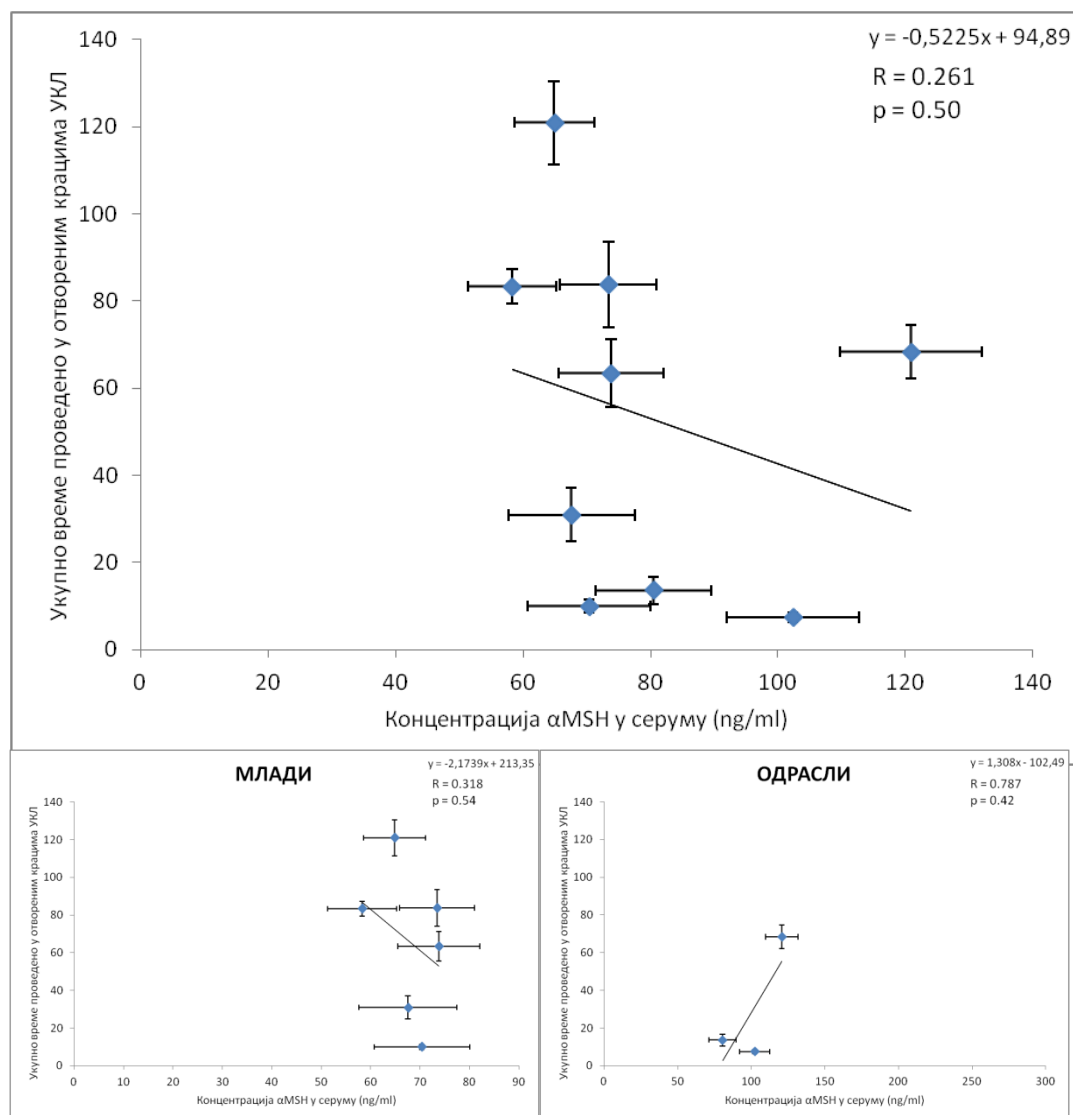 y = -0,5225x + 94,89
R = 0.261
p = 0.50
Укупно време проведено у отвореним крацима УКЛ
140
120
100
80
60
40
20
0
0 20 40 60 80 100 120 140
Концентрација αMSH у серуму (ng/ml)
МЛАДИ
y = -2,1739x + 213,35
R = 0.318
p = 0.54
Укупно време проведено у отвореним крацима УКЛ
140
120
100
80
60
40
20
0
0 10 20 30 40 50 60 70 80 90
Концентрација αMSH у серуму (ng/ml)
ОДРАСЛИ
y = 1,308x - 102,49
R = 0.787
p = 0.42
Укупно време проведено у отвореним крацима УКЛ
140
120
100
80
60
40
20
0
0 50 100 150 200 250 300
Концентрација αMSH у серуму (ng/ml)